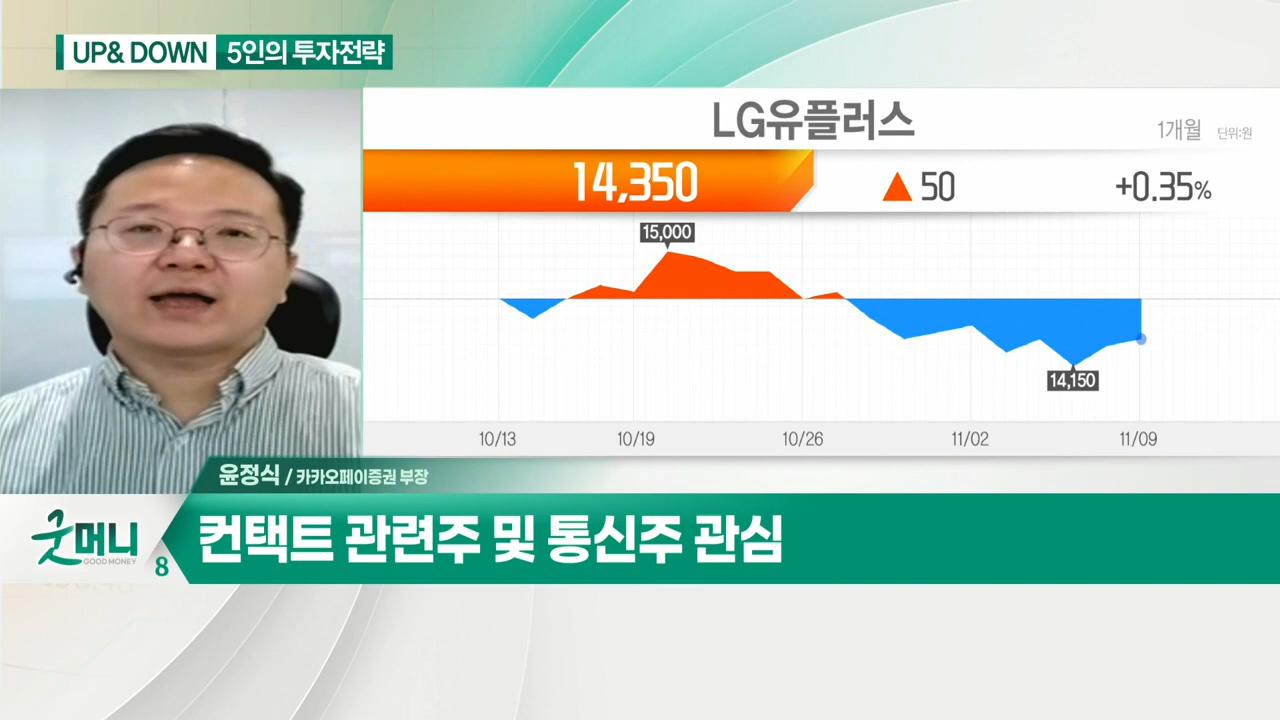 UP& DOWN 5인의 투자전략
LG유플러스
1개월 단위:원
14,350 ▲ 50 +0.35%
15,000
14,150
10/13 10/19 10/26 11/02 11/09
윤정식 / 카카오페이증권 부장
굿머니
GOOD MONEY
8
컨택트 관련주 및 통신주 관심